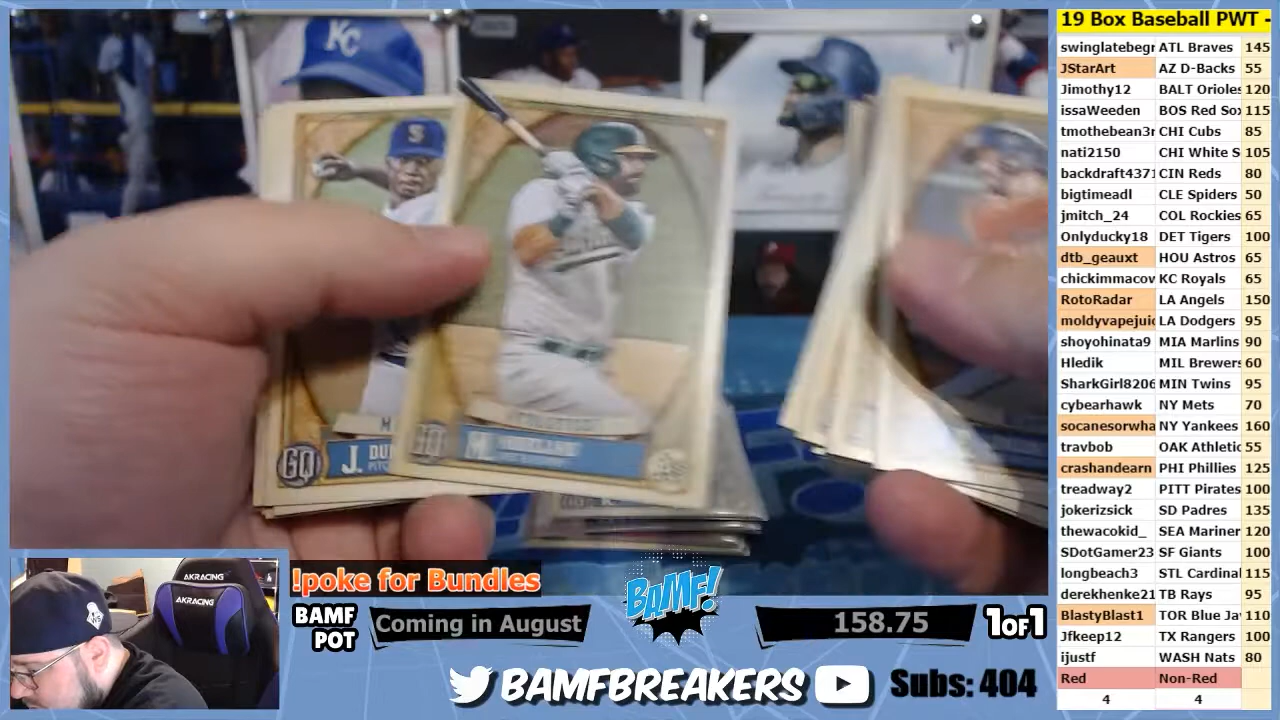 19 Box Baseball PWT -
swinglatebegr ATL Braves 145
JStarArt AZ D-Backs 55
Jimothy12 BALT Orioles 120
issaWeeden BOS Red Sox 115
tmothebean3r CHI Cubs 85
nati2150 CHI White S 105
backdraft4371 CIN Reds 80
bigtimeadl CLE Spiders 50
jmitch_24 COL Rockies 65
Onlyducky18 DET Tigers 100
dtb_geauxt HOU Astros 65
chickimmacov KC Royals 65
RotoRadar LA Angels 150
moldyvapejuic LA Dodgers 95
shoyohinata9 MIA Marlins 90
Hledik MIL Brewers 60
SharkGirl8206 MIN Twins 95
cybearhawk NY Mets 70
socanesorwha NY Yankees 160
travbob OAK Athletic 55
crashandearn PHI Phillies 125
treadway2 PITT Pirates 100
jokerizsick SD Padres 135
thewacokid_ SEA Mariner 120
SDotGamer23 SF Giants 100
longbeach3 STL Cardinal 115
derekhenke21 TB Rays 95
BlastyBlast1 TOR Blue Ja 110
Jfkeep12 TX Rangers 100
ijustf WASH Nats 80
Red Non-Red
4 4
KC
S
GQ J. DU
PITC
GQ M.
!poke for Bundles
BAMF
POT
Coming in August
BAMF!
158.75
1 OF 1
AKRACING
AKRACING
BAMFBREAKERS
Subs: 404